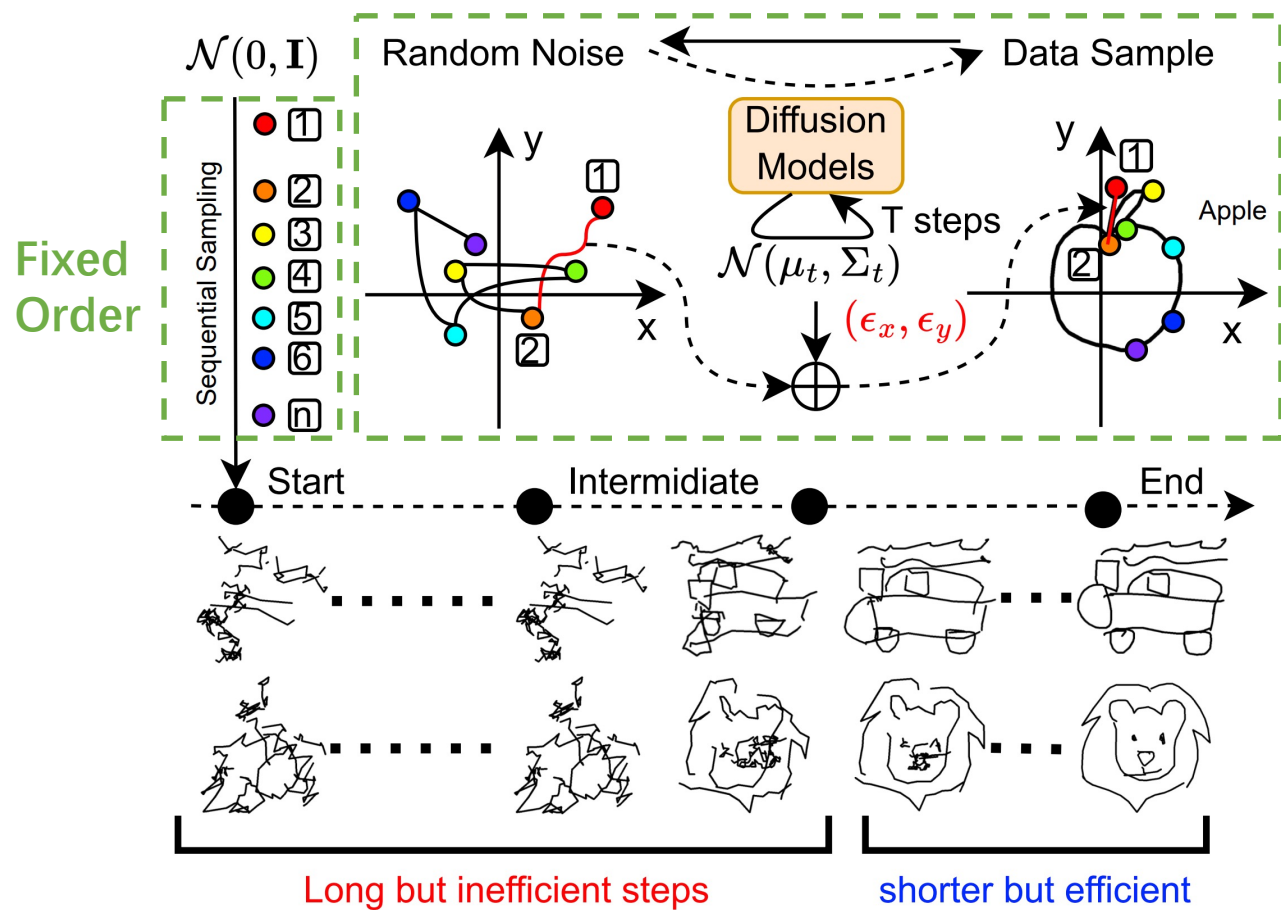 𝒩(0, I)
Random Noise
Data Sample
Fixed
Order
Sequential Sampling
1
2
3
4
5
6
n
y
1
2
x
Diffusion
Models
T steps
𝒩(μ_t, Σ_t)
(ϵ_x, ϵ_y)
y
1
2
Apple
x
Start
Intermidiate
End
Long but inefficient steps
shorter but efficient